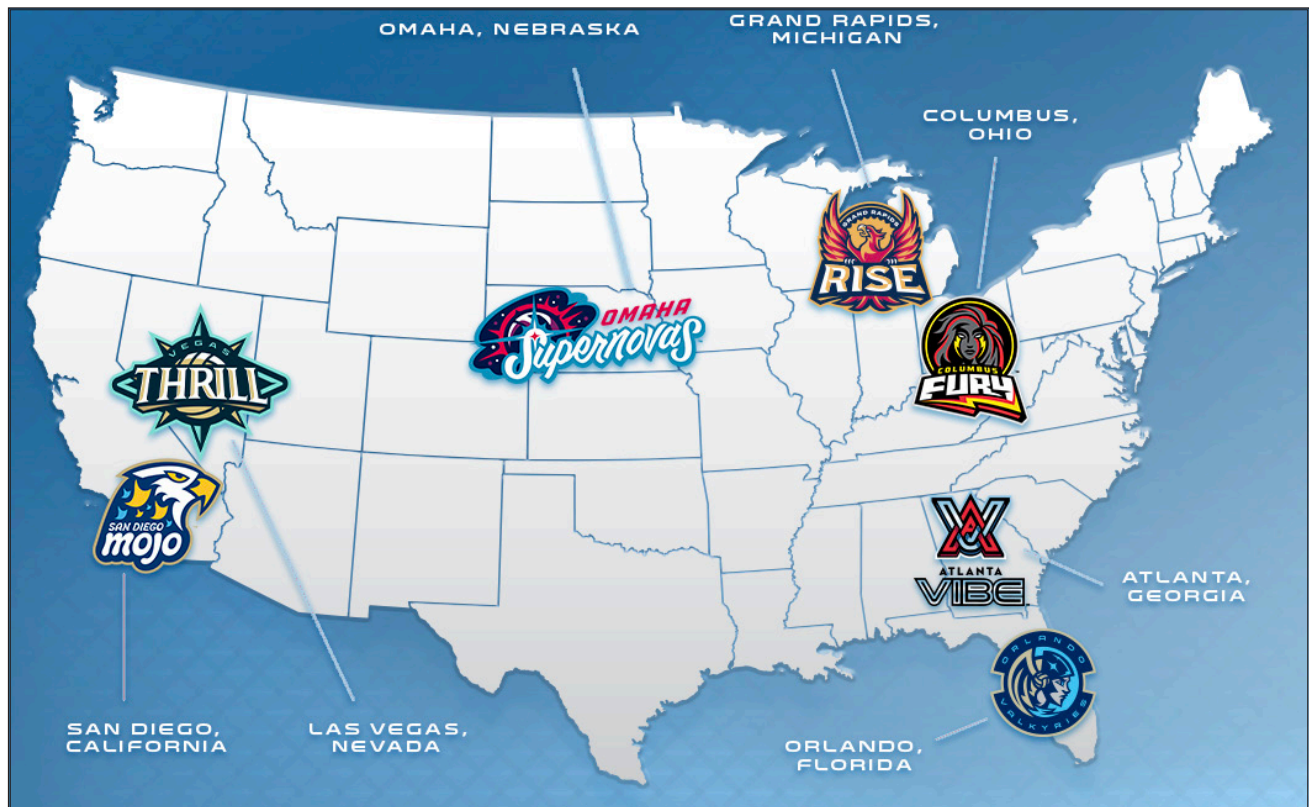 OMAHA, NEBRASKA
GRAND RAPIDS,
MICHIGAN
COLUMBUS,
OHIO
GRAND RAPIDS
RISE
OMAHA
Supernovas
VEGAS
THRILL
COLUMBUS
FURY
SAN DIEGO
mojo
ATLANTA
VIBE
ATLANTA,
GEORGIA
ORLANDO
VALKYRIES
SAN DIEGO,
CALIFORNIA
LAS VEGAS,
NEVADA
ORLANDO,
FLORIDA